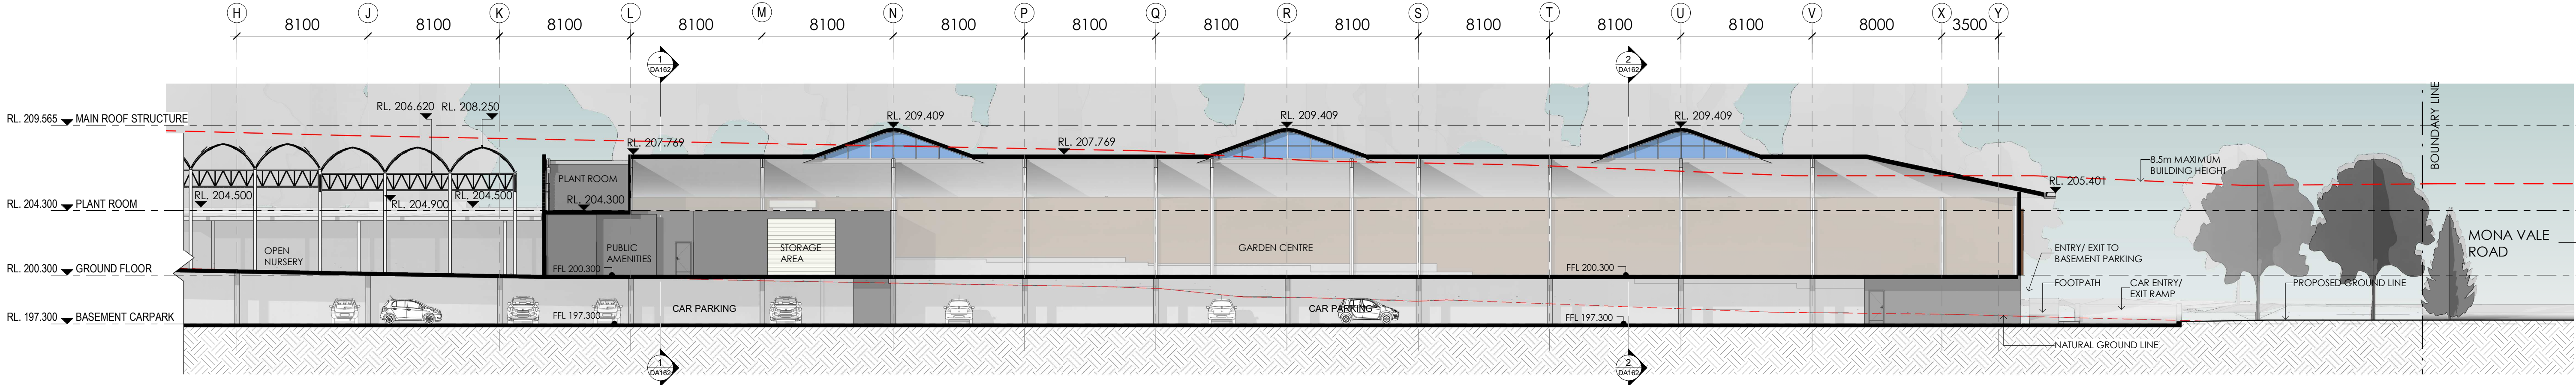 H J K L M N P Q R S T U V X Y
8100 8100 8100 8100 8100 8100 8100 8100 8100 8100 8100 8100 8000 3500
1
DA162
2
DA162
BOUNDARY LINE
RL. 206.620 RL. 208.250
RL. 209.565 MAIN ROOF STRUCTURE
RL. 209.409 RL. 209.409 RL. 209.409
RL. 207.769 RL. 207.769
8.5m MAXIMUM
BUILDING HEIGHT
PLANT ROOM
RL. 205.401
RL. 204.500 RL. 204.900 RL. 204.500 RL. 204.300
RL. 204.300 PLANT ROOM
MONA VALE
ROAD
OPEN
NURSERY
PUBLIC
AMENITIES
STORAGE
AREA
GARDEN CENTRE
ENTRY/ EXIT TO
BASEMENT PARKING
RL. 200.300 GROUND FLOOR
FFL 200.300 FFL 200.300
FOOTPATH
CAR ENTRY/
EXIT RAMP
PROPOSED GROUND LINE
CAR PARKING CAR PARKING
RL. 197.300 BASEMENT CARPARK
FFL 197.300 FFL 197.300
NATURAL GROUND LINE
1
DA162
2
DA162